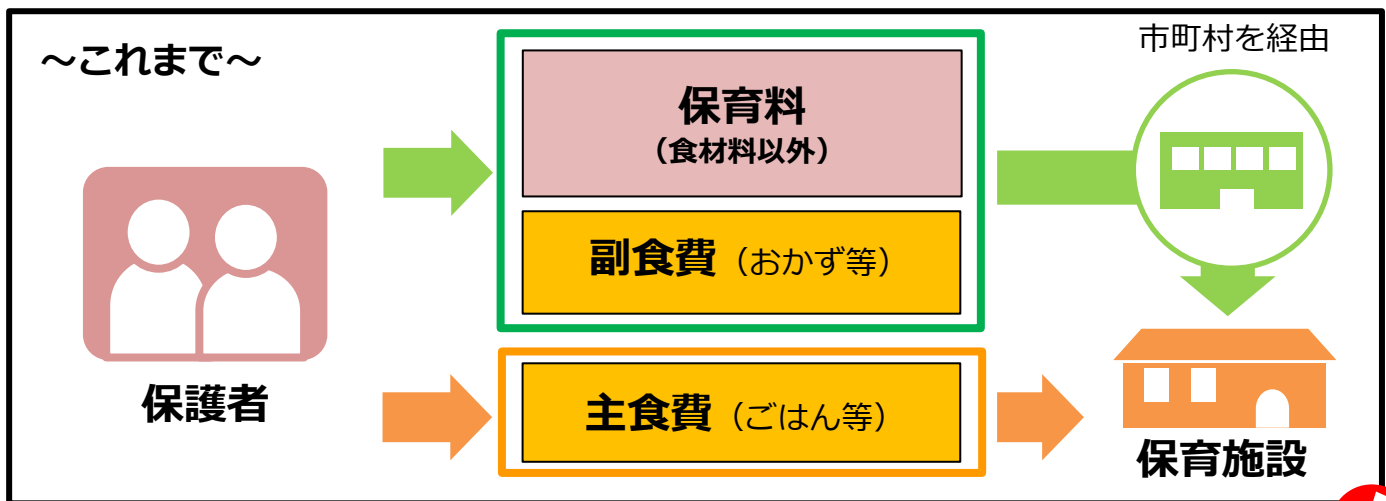 ～これまで～
市町村を経由
保育料
（食材料以外）
副食費（おかず等）
保護者
主食費（ごはん等）
保育施設